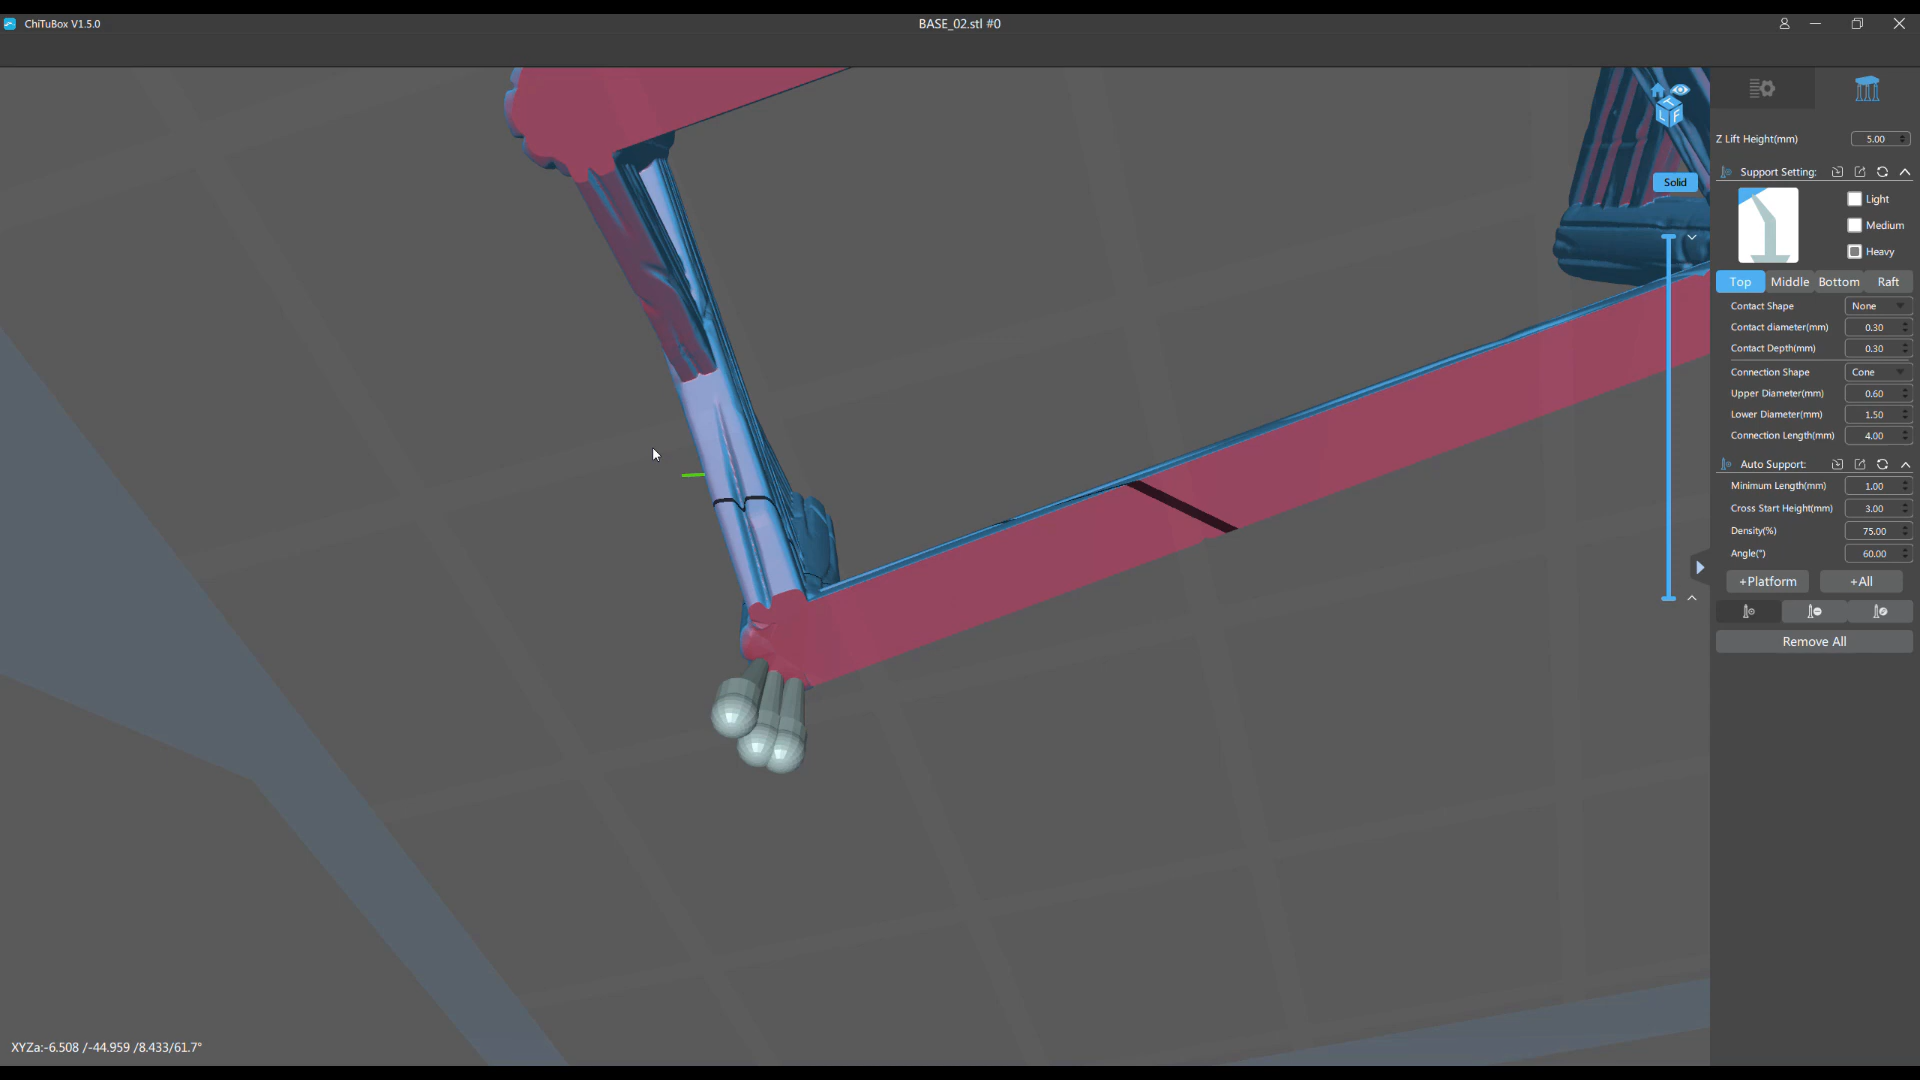 ChiTuBox V1.5.0
BASE_02.stl #0
Z Lift Height(mm) 5.00
Support Setting:
Solid
Light
Medium
Heavy
Top Middle Bottom Raft
Contact Shape None
Contact diameter(mm) 0.30
Contact Depth(mm) 0.30
Connection Shape Cone
Upper Diameter(mm) 0.60
Lower Diameter(mm) 1.50
Connection Length(mm) 4.00
Auto Support:
Minimum Length(mm) 1.00
Cross Start Height(mm) 3.00
Density(%) 75.00
Angle(°) 60.00
+Platform +All
Remove All
XYZa:-6.508 /-44.959 /8.433/61.7°
T
L F